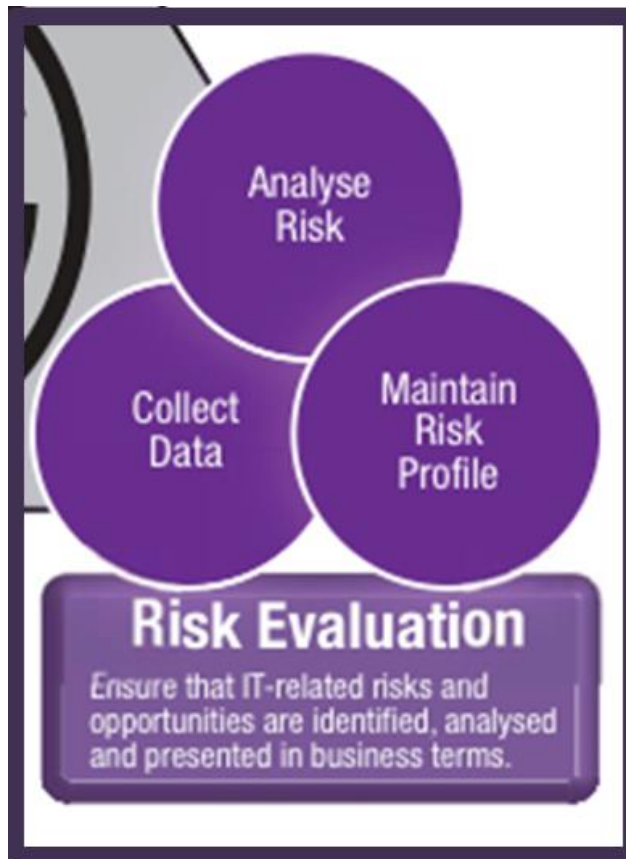 Analyse
Risk
Collect
Data
Maintain
Risk
Profile
Risk Evaluation
Ensure that IT-related risks and
opportunities are identified, analysed
and presented in business terms.